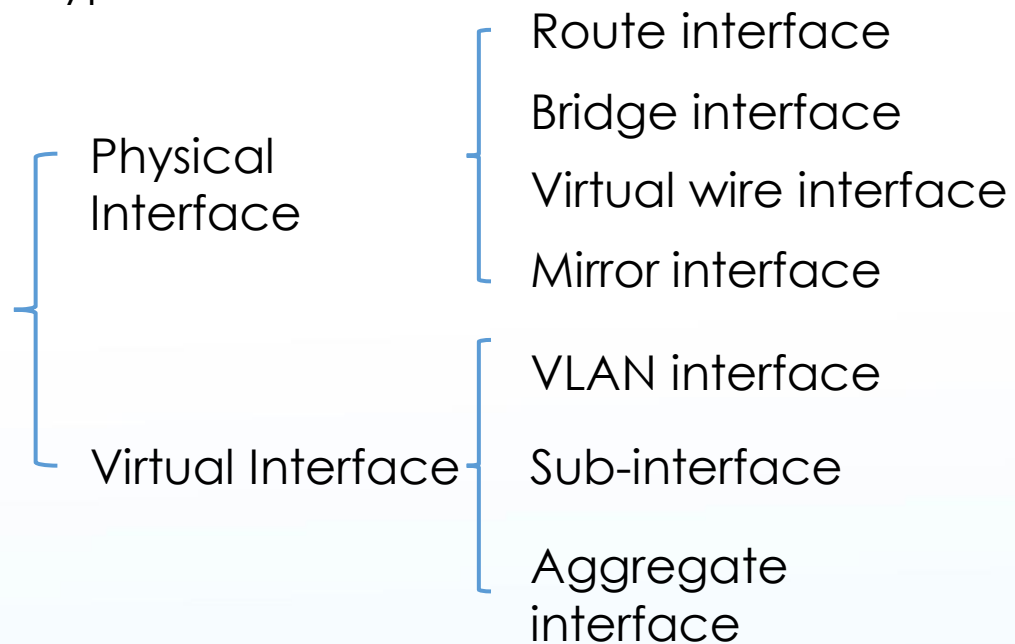 Route interface
Bridge interface
Physical
Interface
Virtual wire interface
Mirror interface
VLAN interface
Virtual Interface
Sub-interface
Aggregate
interface